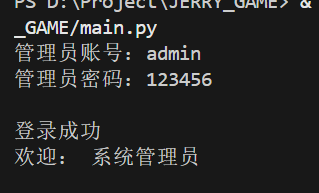 PS D:\Project\JERRY_GAME> &
_GAME/main.py
管理员账号：admin
管理员密码：123456
登录成功
欢迎： 系统管理员